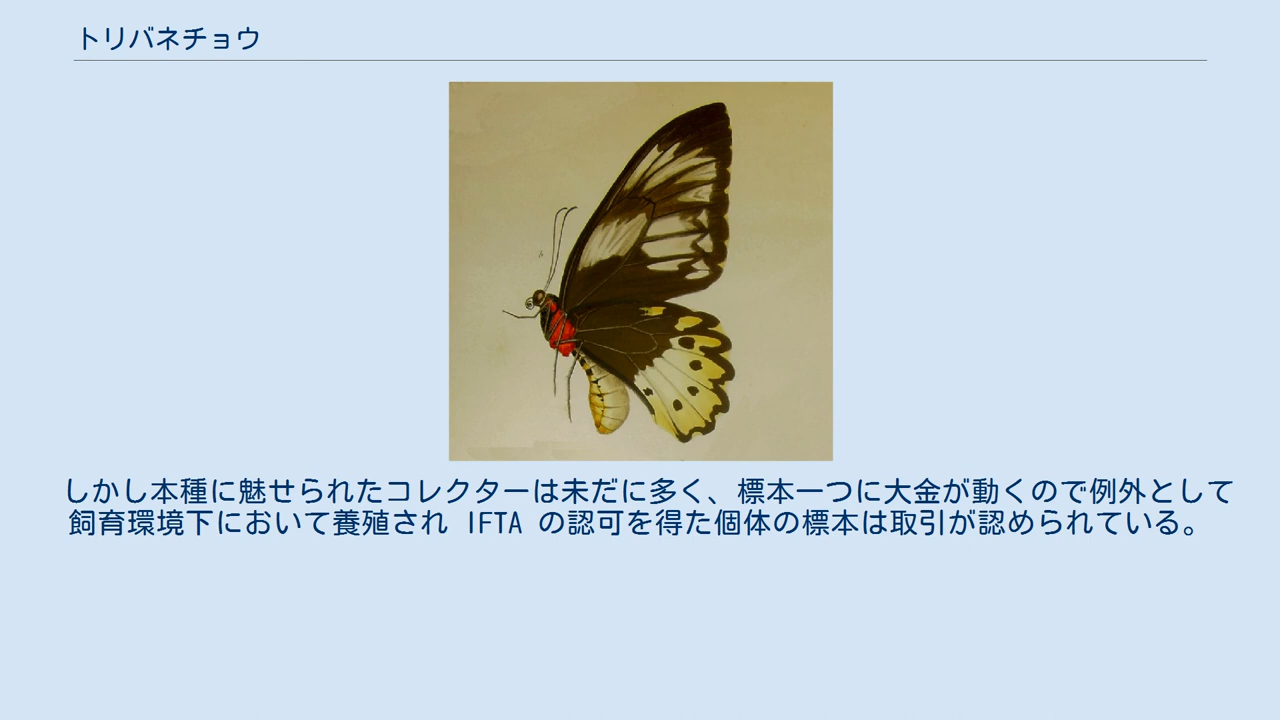 トリバネチョウ
しかし本種に魅せられたコレクターは未だに多く、標本一つに大金が動くので例外として
飼育環境下において養殖され IFTA の認可を得た個体の標本は取引が認められている。